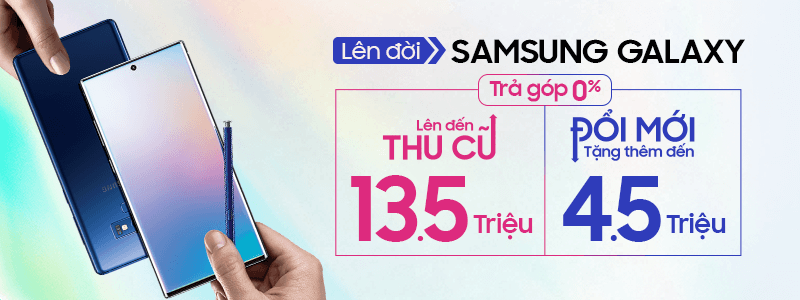 Lên đời SAMSUNG GALAXY
Trả góp 0%
Lên đến
THU CŨ
13.5 Triệu
ĐỔI MỚI
Tặng thêm đến
4.5 Triệu
SAMSUNG